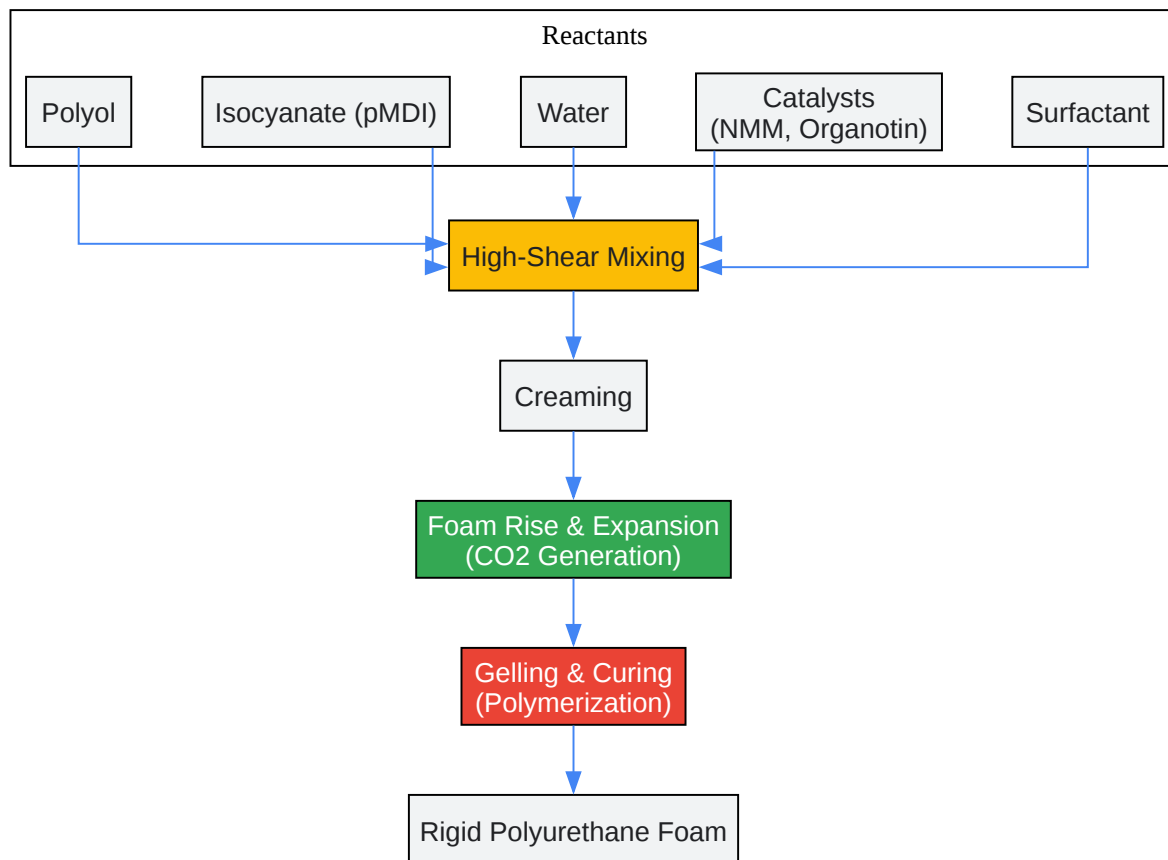 Reactants
Polyol
Isocyanate (pMDI)
Water
Catalysts
(NMM, Organotin)
Surfactant
High-Shear Mixing
Creaming
Foam Rise & Expansion
(CO2 Generation)
Gelling & Curing
(Polymerization)
Rigid Polyurethane Foam